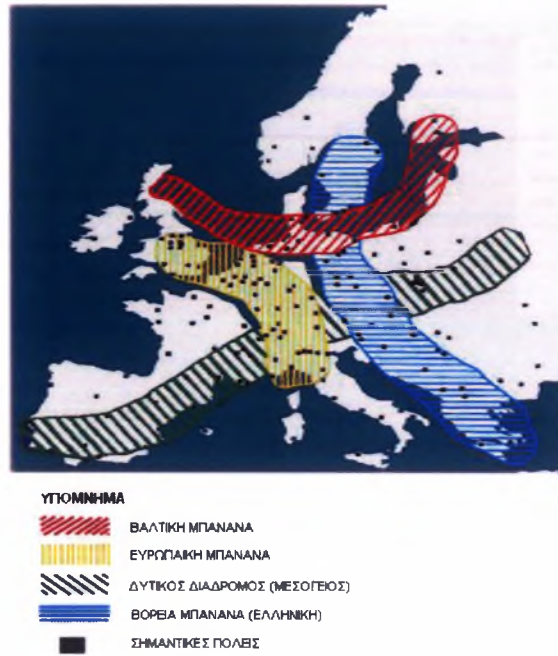 ΥΠΟΜΝΗΜΑ
ΒΑΛΤΙΚΗ ΜΠΑΝΑΝΑ
ΕΥΡΩΠΑΙΚΗ ΜΠΑΝΑΝΑ
ΔΥΤΙΚΟΣ ΔΙΑΔΡΟΜΟΣ (ΜΕΣΟΓΕΙΟΣ)
ΒΟΡΕΙΑ ΜΠΑΝΑΝΑ (ΕΛΛΗΝΙΚΗ)
ΣΗΜΑΝΤΙΚΕΣ ΠΟΛΕΙΣ